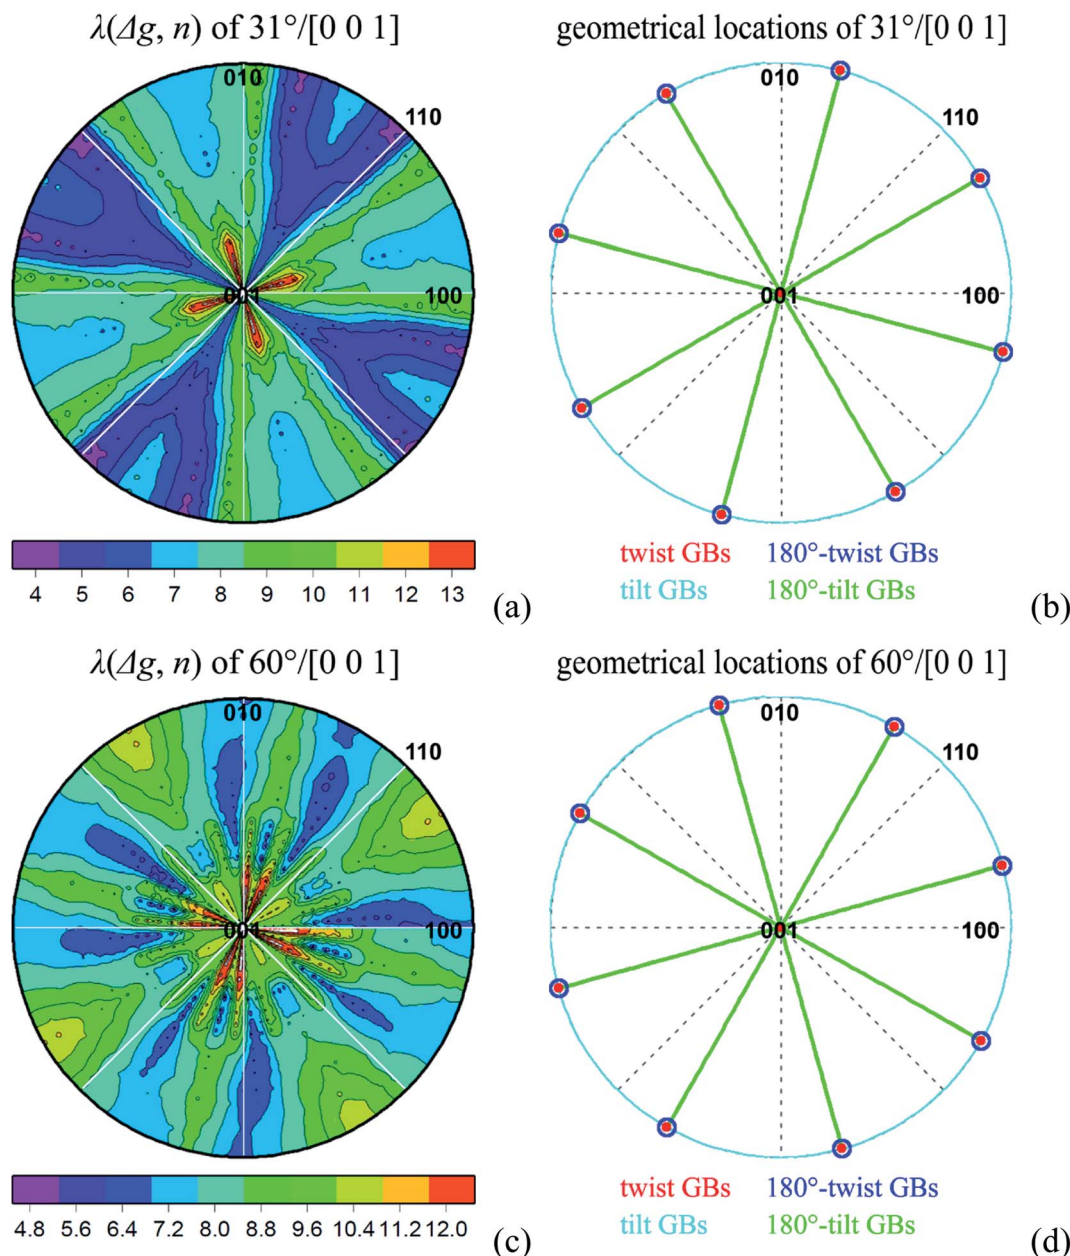 λ(Δg, n) of 31°/[0 0 1]
010
110
001
100
4 5 6 7 8 9 10 11 12 13
(a)
geometrical locations of 31°/[0 0 1]
010
110
001
100
twist GBs 180°-twist GBs
tilt GBs 180°-tilt GBs
(b)
λ(Δg, n) of 60°/[0 0 1]
010
110
001
100
4.8 5.6 6.4 7.2 8.0 8.8 9.6 10.4 11.2 12.0
(c)
geometrical locations of 60°/[0 0 1]
010
110
001
100
twist GBs 180°-twist GBs
tilt GBs 180°-tilt GBs
(d)